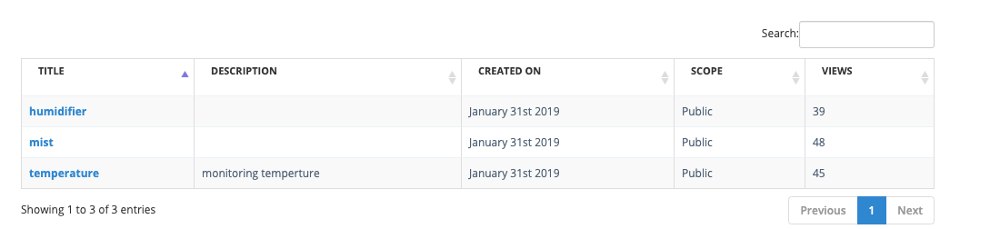 Search:
TITLE DESCRIPTION CREATED ON SCOPE VIEWS
humidifier January 31st 2019 Public 39
mist January 31st 2019 Public 48
temperature monitoring temperture January 31st 2019 Public 45
Showing 1 to 3 of 3 entries Previous 1 Next